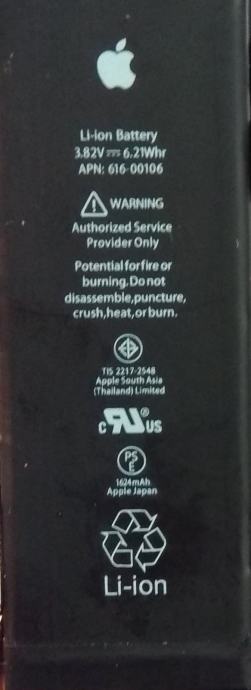 Li-ion Battery
3.82V⎓6.21Whr
APN: 616-00106
WARNING
Authorized Service
Provider Only
Potential for fire or
burning. Do not
disassemble, puncture,
crush, heat, or burn.
TIS 2217-2548
Apple South Asia
(Thailand) Limited
c RU® US
PS
E
1624mAh
Apple Japan
Li-ion